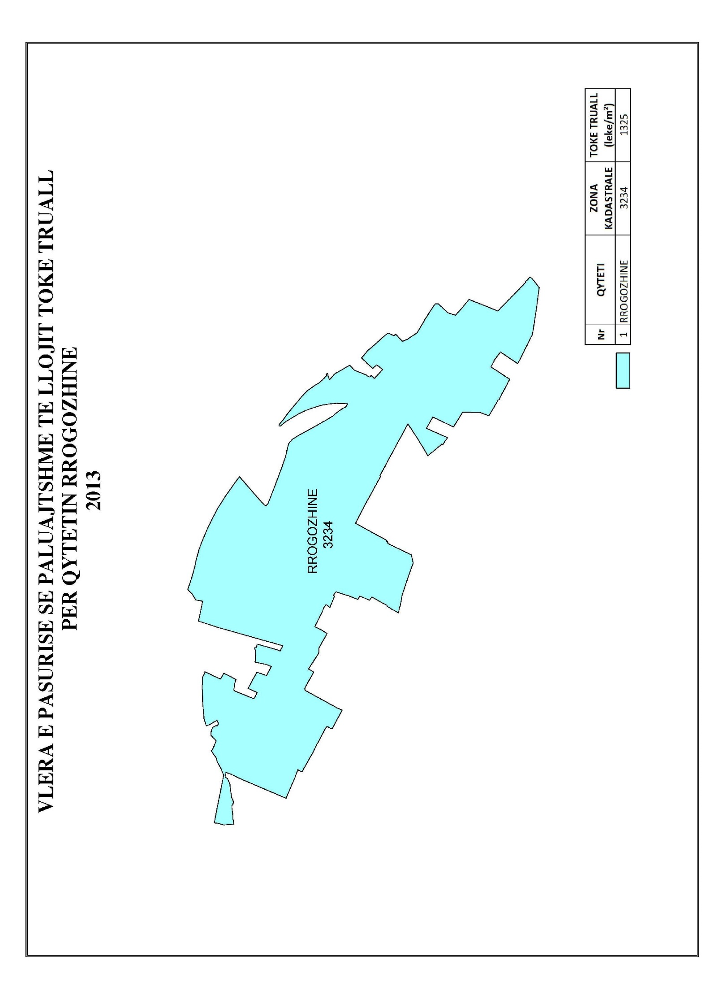 VLERA E PASURISE SE PALUAJTSHME TE LLOJIT TOKE TRUALL
PER QYTETIN RROGOZHINE
2013
RROGOZHINE
3234
Nr QYTETI ZONA KADASTRALE TOKE TRUALL (leke/m²)
1 RROGOZHINE 3234 1325